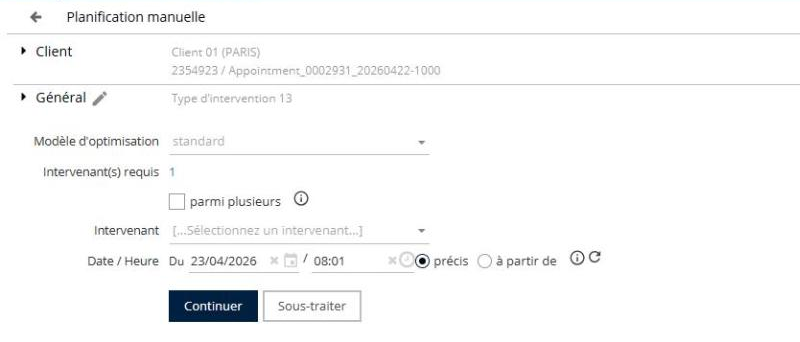 Planification manuelle
Client
Client 01 (PARIS)
2354923 / Appointment_0002931_20260422-1000
Général
Type d'intervention 13
Modèle d'optimisation standard
Intervenant(s) requis 1
parmi plusieurs
Intervenant [...Sélectionnez un intervenant...]
Date / Heure Du 23/04/2026 / 08:01 précis à partir de
Continuer Sous-traiter